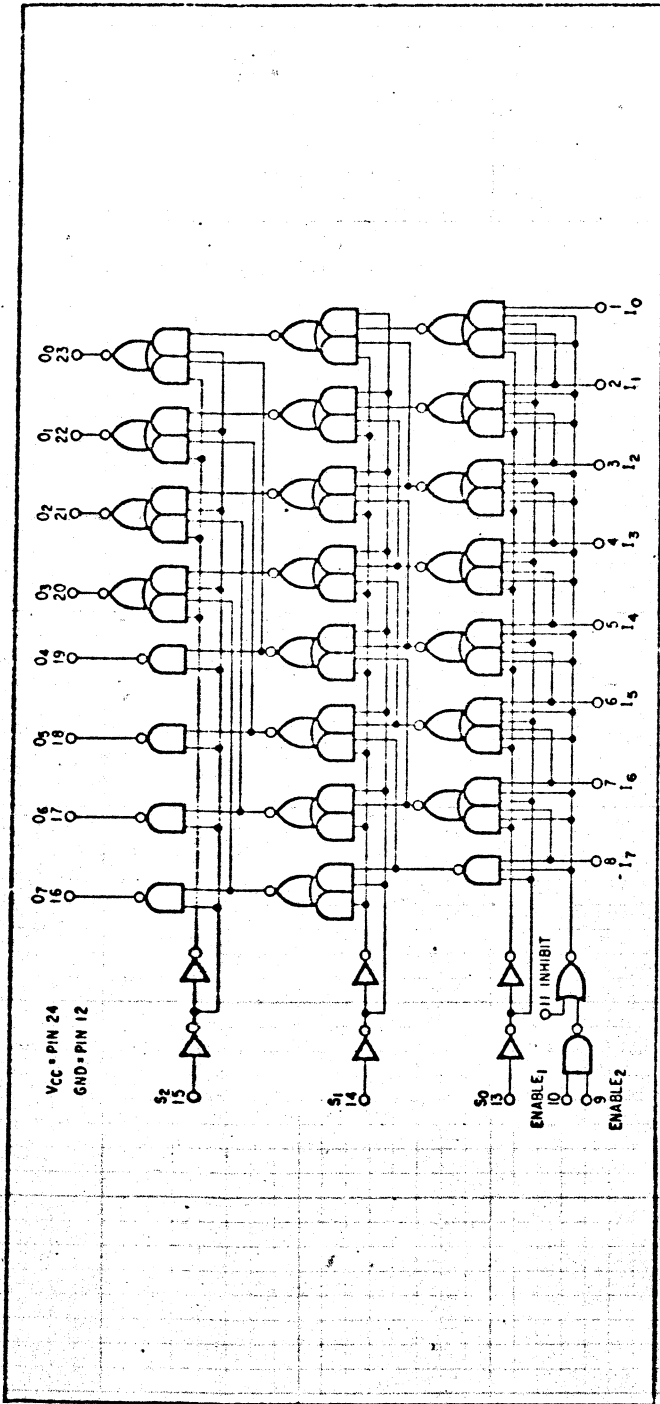 VCC = PIN 24
GND = PIN 12
O7
16
O6
17
O5
18
O4
19
O3
20
O2
21
O1
22
O0
23
S2
15
S1
14
S0
13
ENABLE1
10
9
ENABLE2
11 INHIBIT
8
I7
7
I6
6
I5
5
I4
4
I3
3
I2
2
I1
1
I0